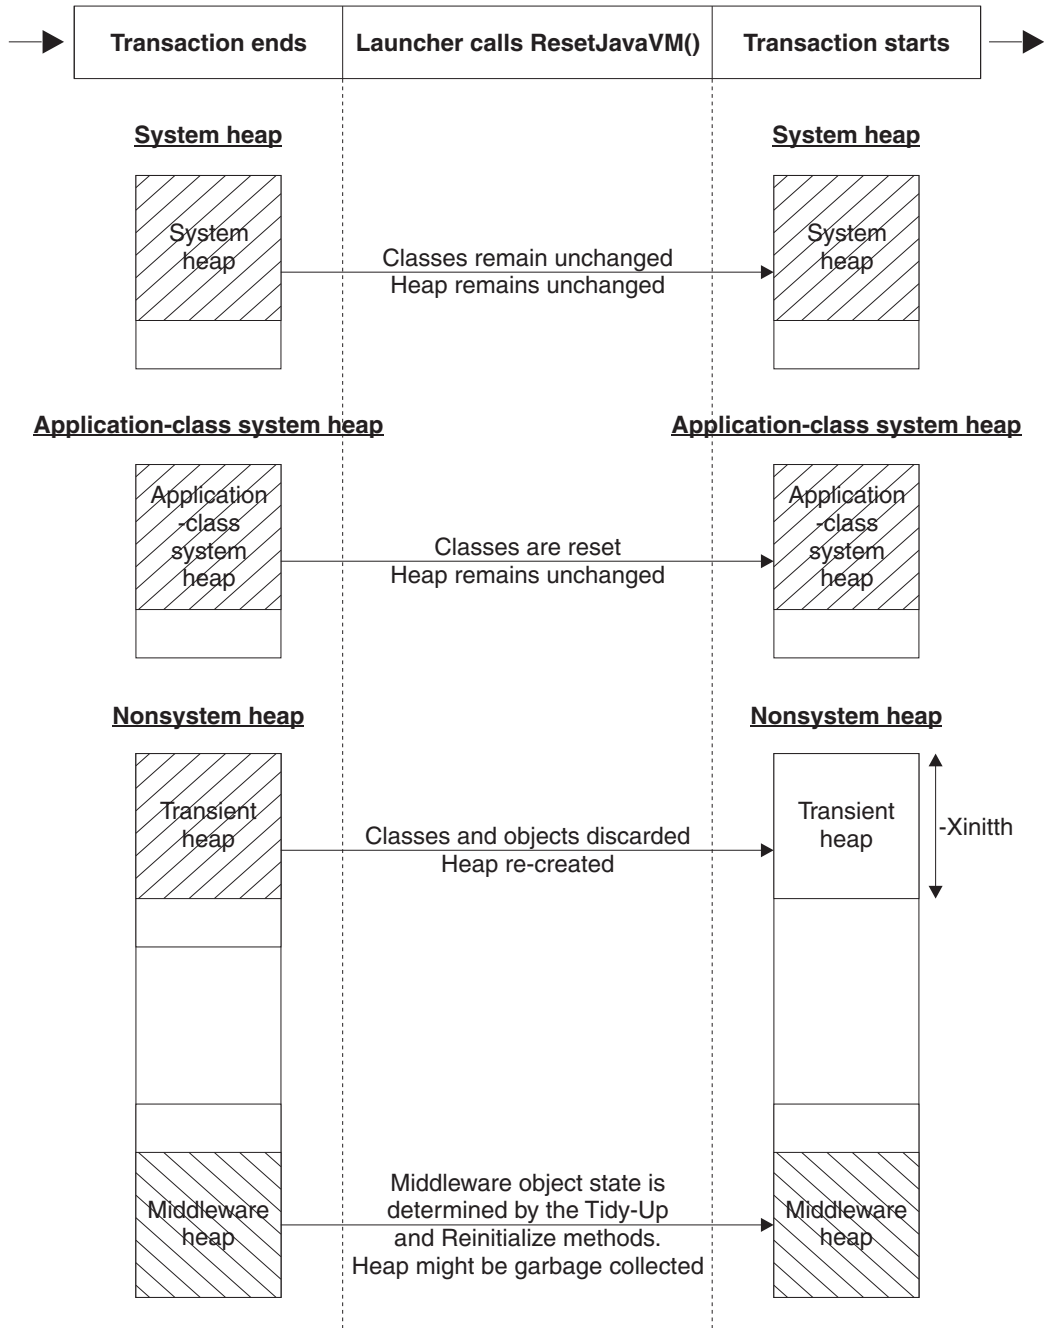 Transaction ends
Launcher calls ResetJavaVM()
Transaction starts
System heap
System heap
System
heap
Classes remain unchanged
Heap remains unchanged
System
heap
Application-class system heap
Application-class system heap
Application
-class
system
heap
Classes are reset
Heap remains unchanged
Application
-class
system
heap
Nonsystem heap
Nonsystem heap
Transient
heap
Classes and objects discarded
Heap re-created
Transient
heap
-Xinitth
Middleware
heap
Middleware object state is
determined by the Tidy-Up
and Reinitialize methods.
Heap might be garbage collected
Middleware
heap